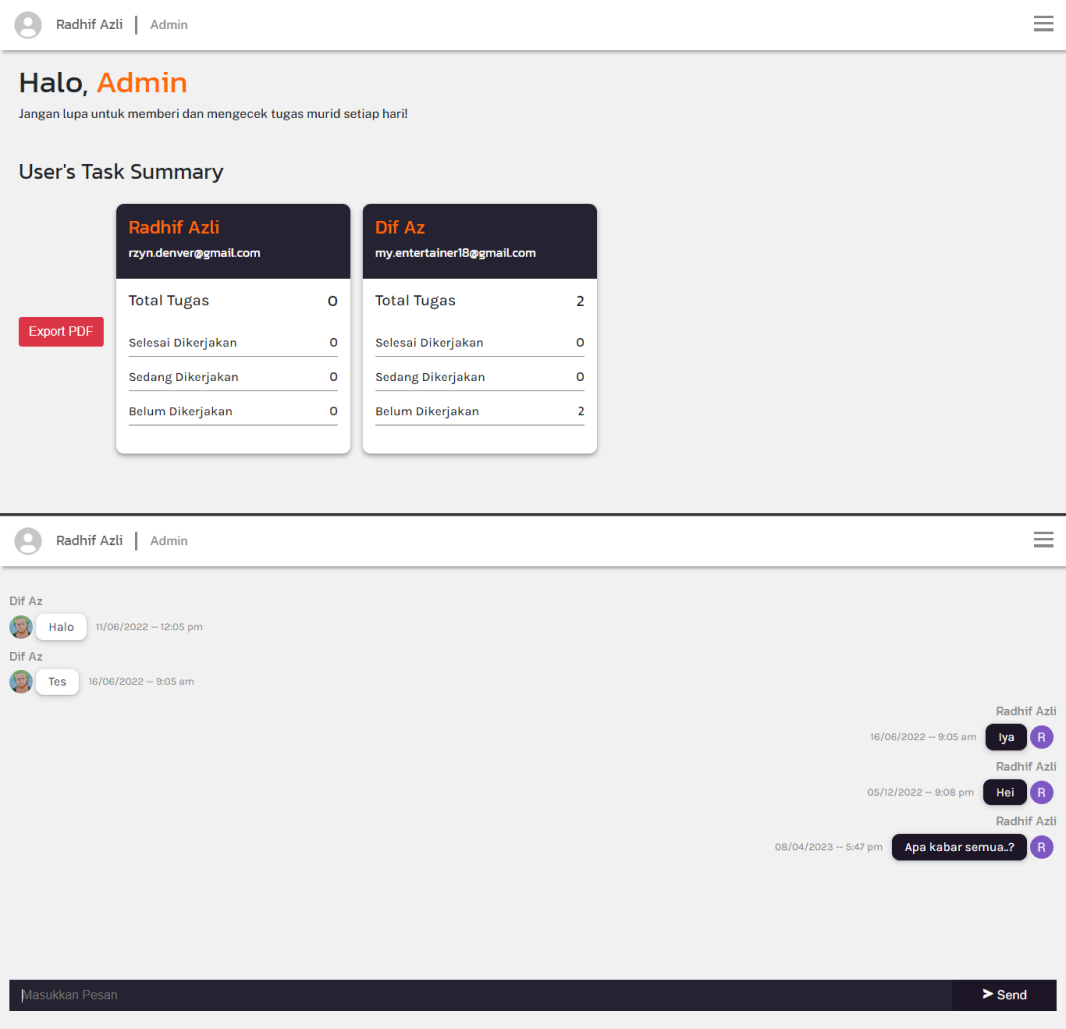 Radhif Azli | Admin
Halo, Admin
Jangan lupa untuk memberi dan mengecek tugas murid setiap hari!
User's Task Summary
Export PDF
Radhif Azli
rzyn.denver@gmail.com
Total Tugas 0
Selesai Dikerjakan 0
Sedang Dikerjakan 0
Belum Dikerjakan 0
Dif Az
my.entertainer18@gmail.com
Total Tugas 2
Selesai Dikerjakan 0
Sedang Dikerjakan 0
Belum Dikerjakan 2
Radhif Azli | Admin
Dif Az
Halo 11/06/2022 -- 12:05 pm
Dif Az
Tes 16/06/2022 -- 9:05 am
Radhif Azli
16/06/2022 -- 9:05 am Iya R
Radhif Azli
05/12/2022 -- 9:08 pm Hei R
Radhif Azli
08/04/2023 -- 5:47 pm Apa kabar semua..? R
Masukkan Pesan Send